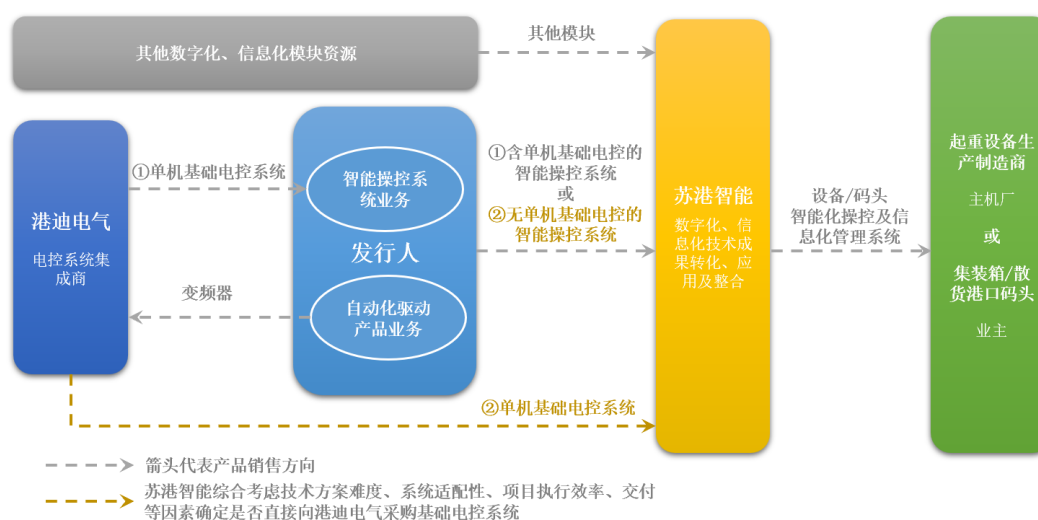 其他数字化、信息化模块资源
其他模块
港迪电气
电控系统集
成商
①单机基础电控系统
变频器
智能操控系
统业务
发行人
自动化驱动
产品业务
①含单机基础电控的
智能操控系统
或
②无单机基础电控的
智能操控系统
②单机基础电控系统
苏港智能
数字化、信
息化技术成
果转化、应
用及整合
设备/码头
智能化操控及信
息化管理系统
起重设备生
产制造商
主机厂
或
集装箱/散
货港口码头
业主
箭头代表产品销售方向
苏港智能综合考虑技术方案难度、系统适配性、项目执行效率、交付
等因素确定是否直接向港迪电气采购基础电控系统